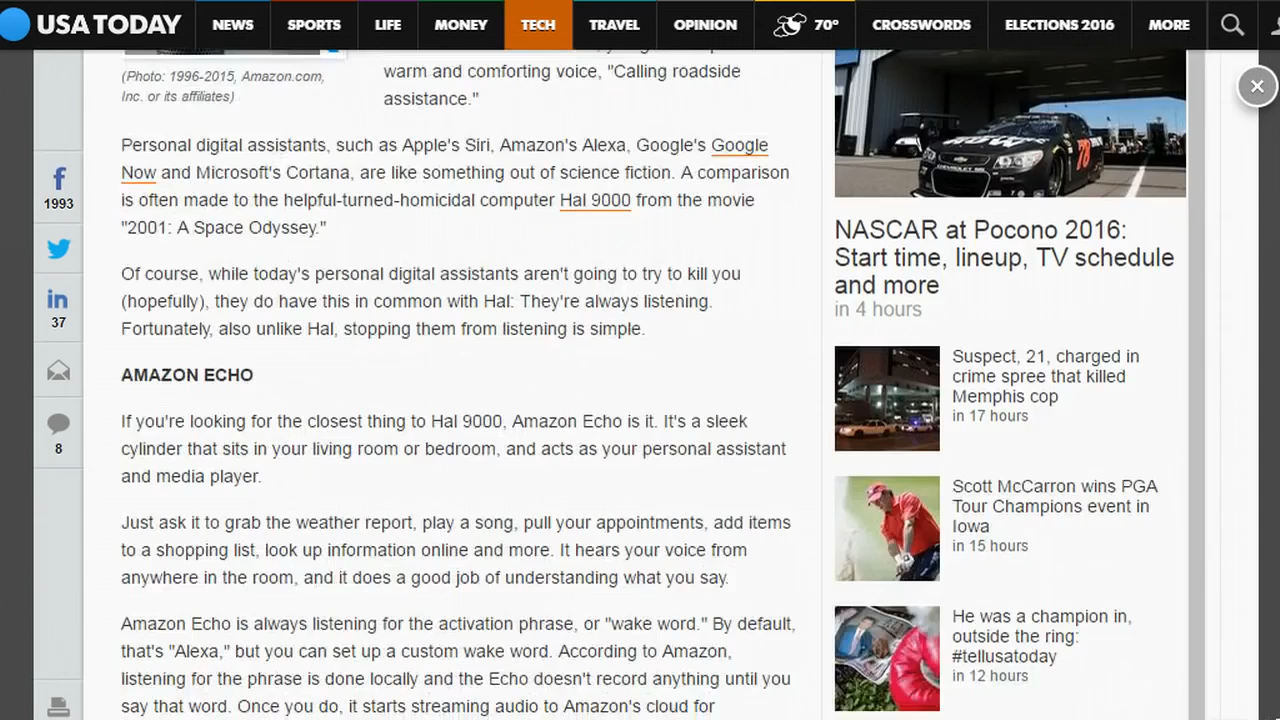 USA TODAY NEWS SPORTS LIFE MONEY TECH TRAVEL OPINION 70° CROSSWORDS ELECTIONS 2016 MORE
(Photo: 1996-2015, Amazon.com,
Inc. or its affiliates)
warm and comforting voice, "Calling roadside
assistance."
Personal digital assistants, such as Apple's Siri, Amazon's Alexa, Google's Google
Now and Microsoft's Cortana, are like something out of science fiction. A comparison
is often made to the helpful-turned-homicidal computer Hal 9000 from the movie
"2001: A Space Odyssey."
Of course, while today's personal digital assistants aren't going to try to kill you
(hopefully), they do have this in common with Hal: They're always listening.
Fortunately, also unlike Hal, stopping them from listening is simple.
AMAZON ECHO
If you're looking for the closest thing to Hal 9000, Amazon Echo is it. It's a sleek
cylinder that sits in your living room or bedroom, and acts as your personal assistant
and media player.
Just ask it to grab the weather report, play a song, pull your appointments, add items
to a shopping list, look up information online and more. It hears your voice from
anywhere in the room, and it does a good job of understanding what you say.
Amazon Echo is always listening for the activation phrase, or "wake word." By default,
that's "Alexa," but you can set up a custom wake word. According to Amazon,
listening for the phrase is done locally and the Echo doesn't record anything until you
say that word. Once you do, it starts streaming audio to Amazon's cloud for
f
1993
in
37
8
78
NASCAR at Pocono 2016:
Start time, lineup, TV schedule
and more
in 4 hours
Suspect, 21, charged in
crime spree that killed
Memphis cop
in 17 hours
Scott McCarron wins PGA
Tour Champions event in
Iowa
in 15 hours
He was a champion in,
outside the ring:
#tellusatoday
in 12 hours